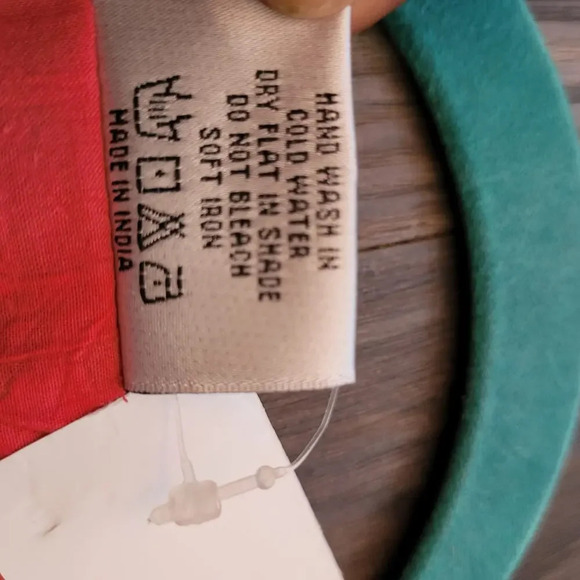 HAND WASH IN
COLD WATER
DRY FLAT IN SHADE
DO NOT BLEACH
SOFT IRON
MADE IN INDIA